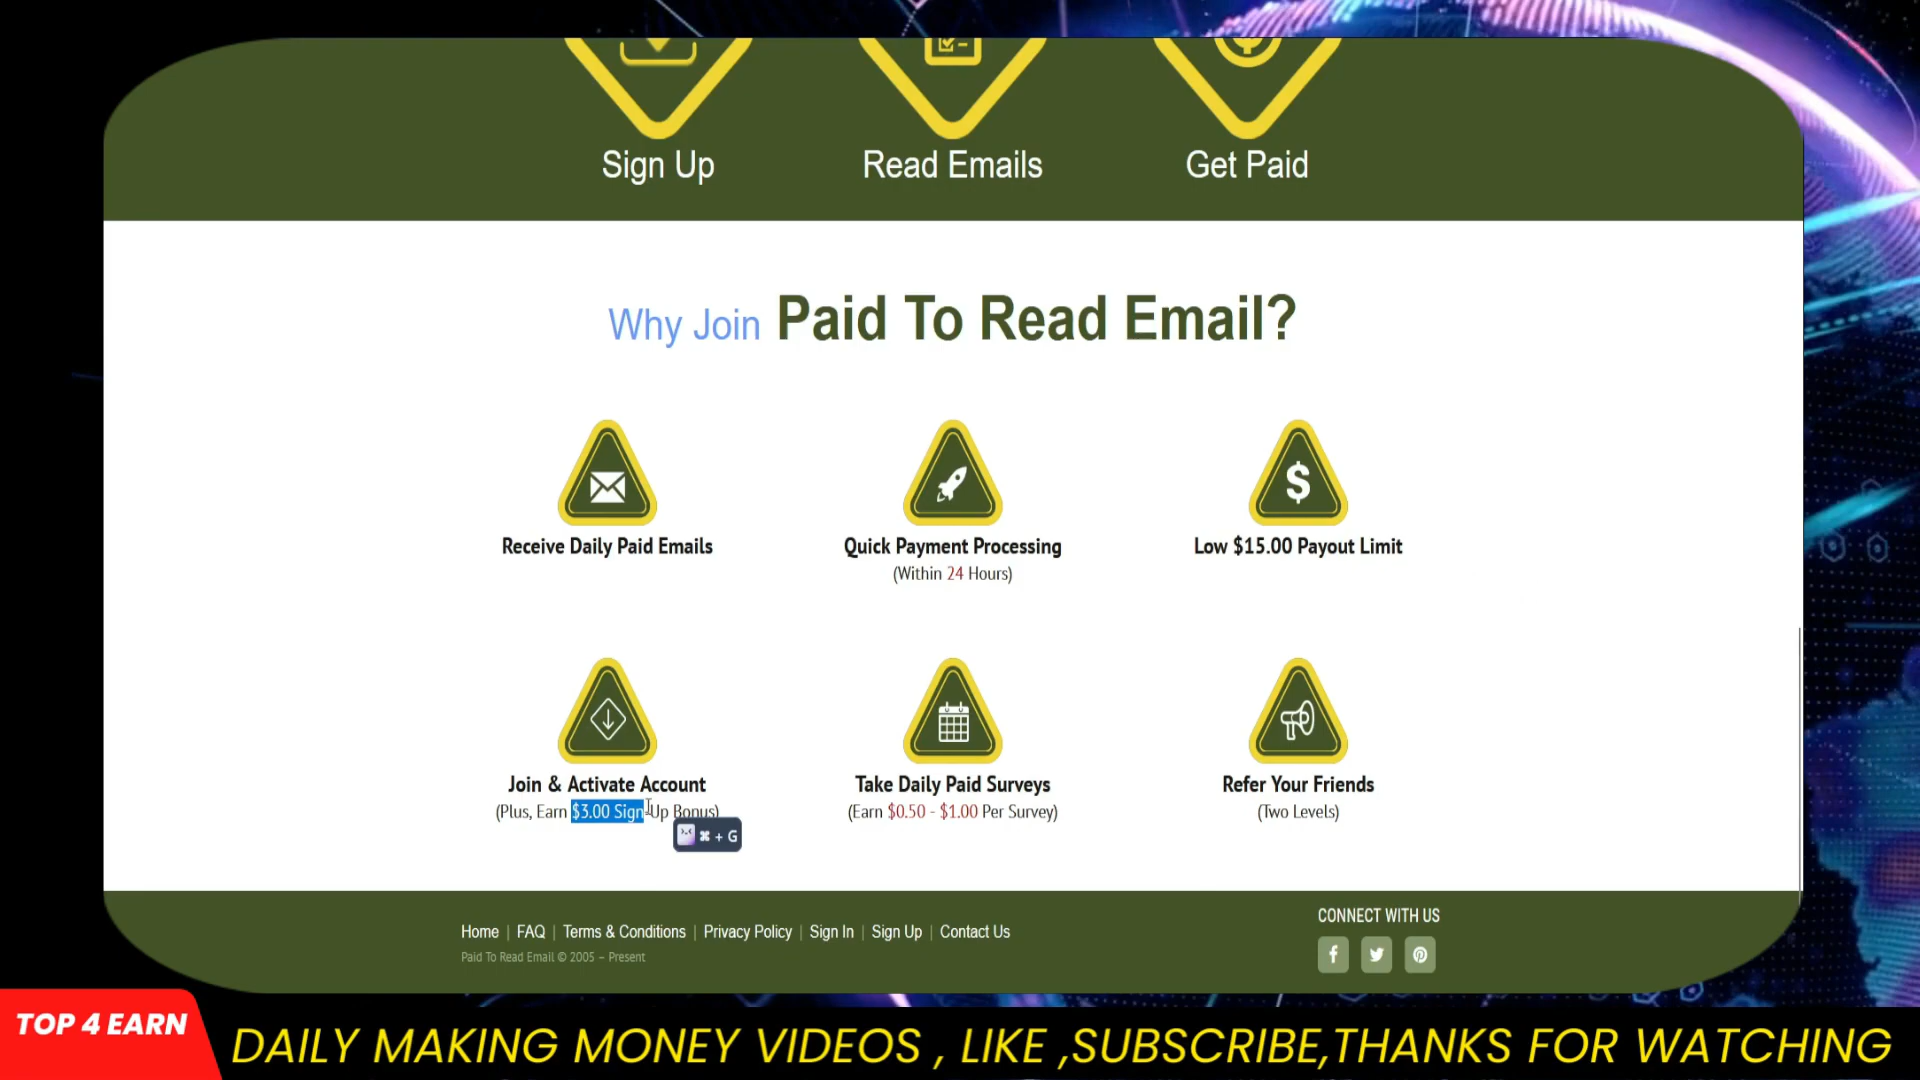 Sign Up
Read Emails
Get Paid
Why Join Paid To Read Email?
Receive Daily Paid Emails
Quick Payment Processing
(Within 24 Hours)
Low $15.00 Payout Limit
Join & Activate Account
(Plus, Earn $3.00 Sign-Up Bonus)
⌘ + G
Take Daily Paid Surveys
(Earn $0.50 - $1.00 Per Survey)
Refer Your Friends
(Two Levels)
Home | FAQ | Terms & Conditions | Privacy Policy | Sign In | Sign Up | Contact Us
Paid To Read Email © 2005 – Present
CONNECT WITH US
TOP 4 EARN
DAILY MAKING MONEY VIDEOS , LIKE ,SUBSCRIBE,THANKS FOR WATCHING